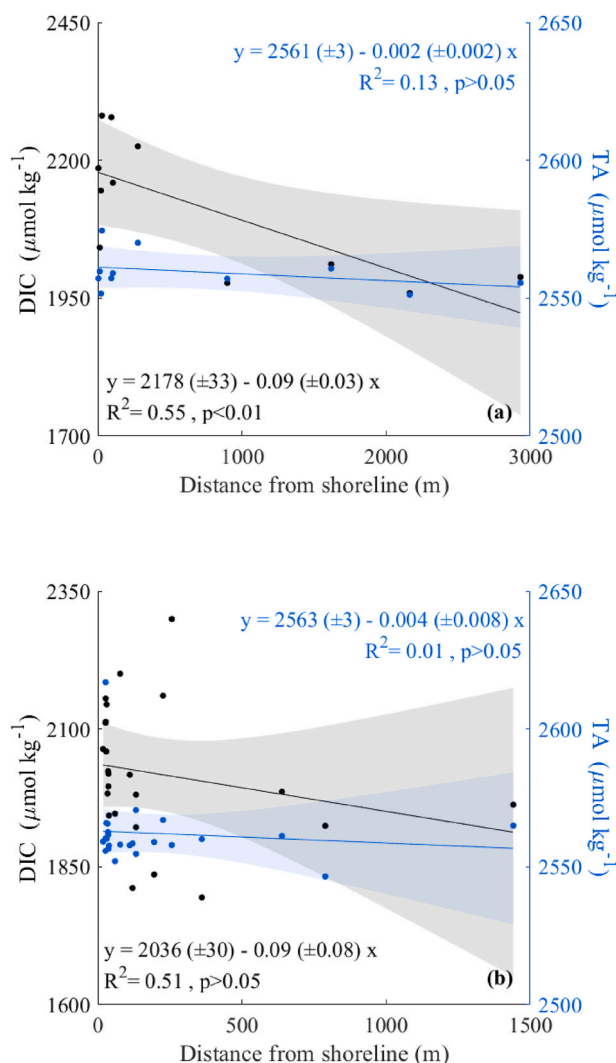 2450
2200
1950
1700
DIC (µmol kg⁻¹)
y = 2561 (±3) - 0.002 (±0.002) x
R²= 0.13 , p>0.05
y = 2178 (±33) - 0.09 (±0.03) x
R²= 0.55 , p<0.01
(a)
2650
2600
2550
2500
TA (µmol kg⁻¹)
0 1000 2000 3000
Distance from shoreline (m)
2350
2100
1850
1600
DIC (µmol kg⁻¹)
y = 2563 (±3) - 0.004 (±0.008) x
R²= 0.01 , p>0.05
y = 2036 (±30) - 0.09 (±0.08) x
R²= 0.51 , p>0.05
(b)
2650
2600
2550
2500
TA (µmol kg⁻¹)
0 500 1000 1500
Distance from shoreline (m)